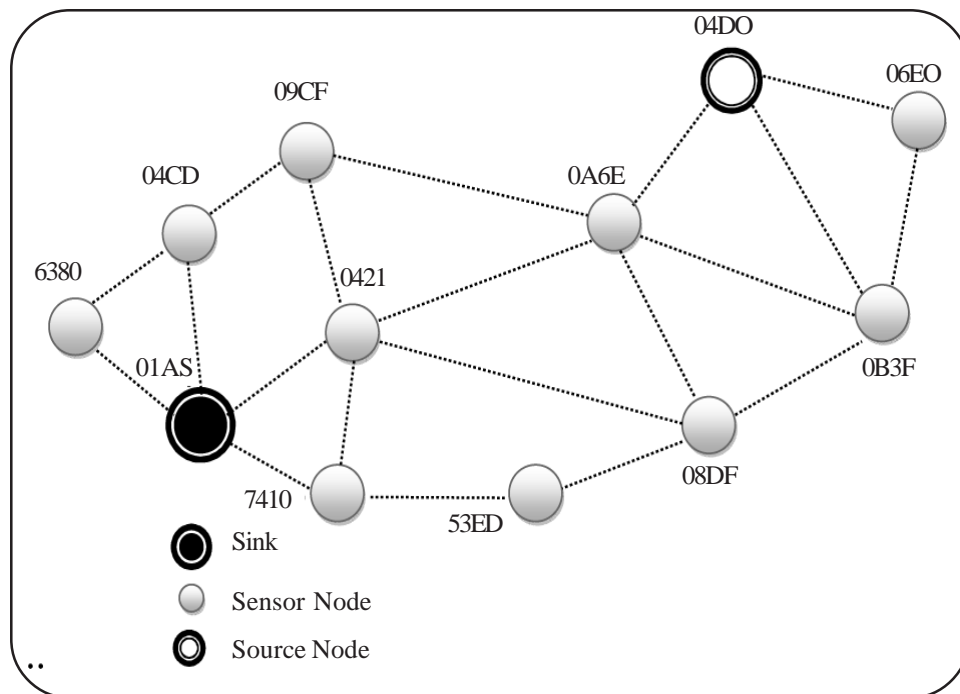 04DO
06EO
09CF
04CD
0A6E
6380
0421
01AS
0B3F
7410
08DF
53ED
Sink
Sensor Node
Source Node
..